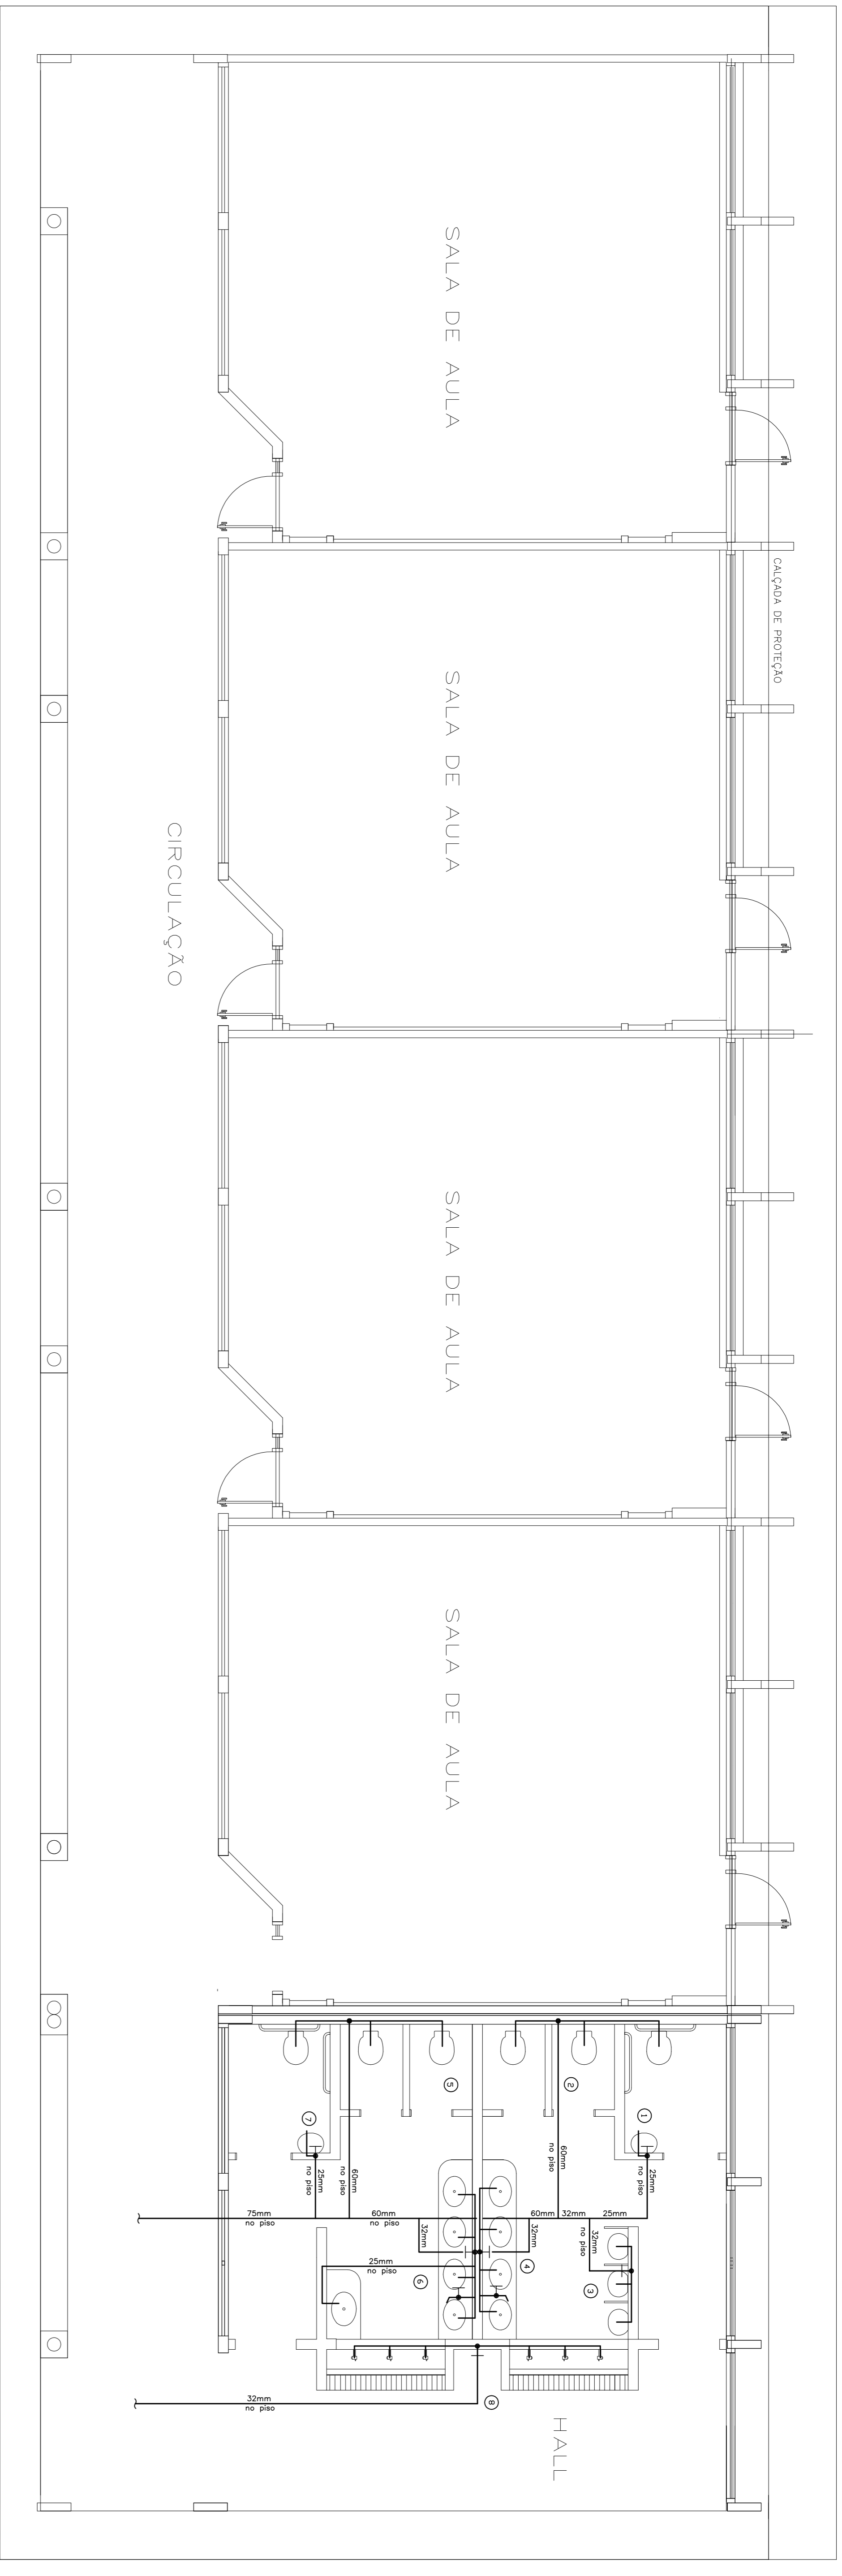 SALA DE AULA
CALÇADA DE PROTEÇÃO
SALA DE AULA
CIRCULAÇÃO
SALA DE AULA
SALA DE AULA
5
2
7
1
60mm
no piso
25mm
no piso
60mm
no piso
25mm
no piso
75mm
no piso
60mm
no piso
60mm
32mm
25mm
32mm
32mm
no piso
32mm
25mm
no piso
6
4
3
32mm
no piso
8
HALL